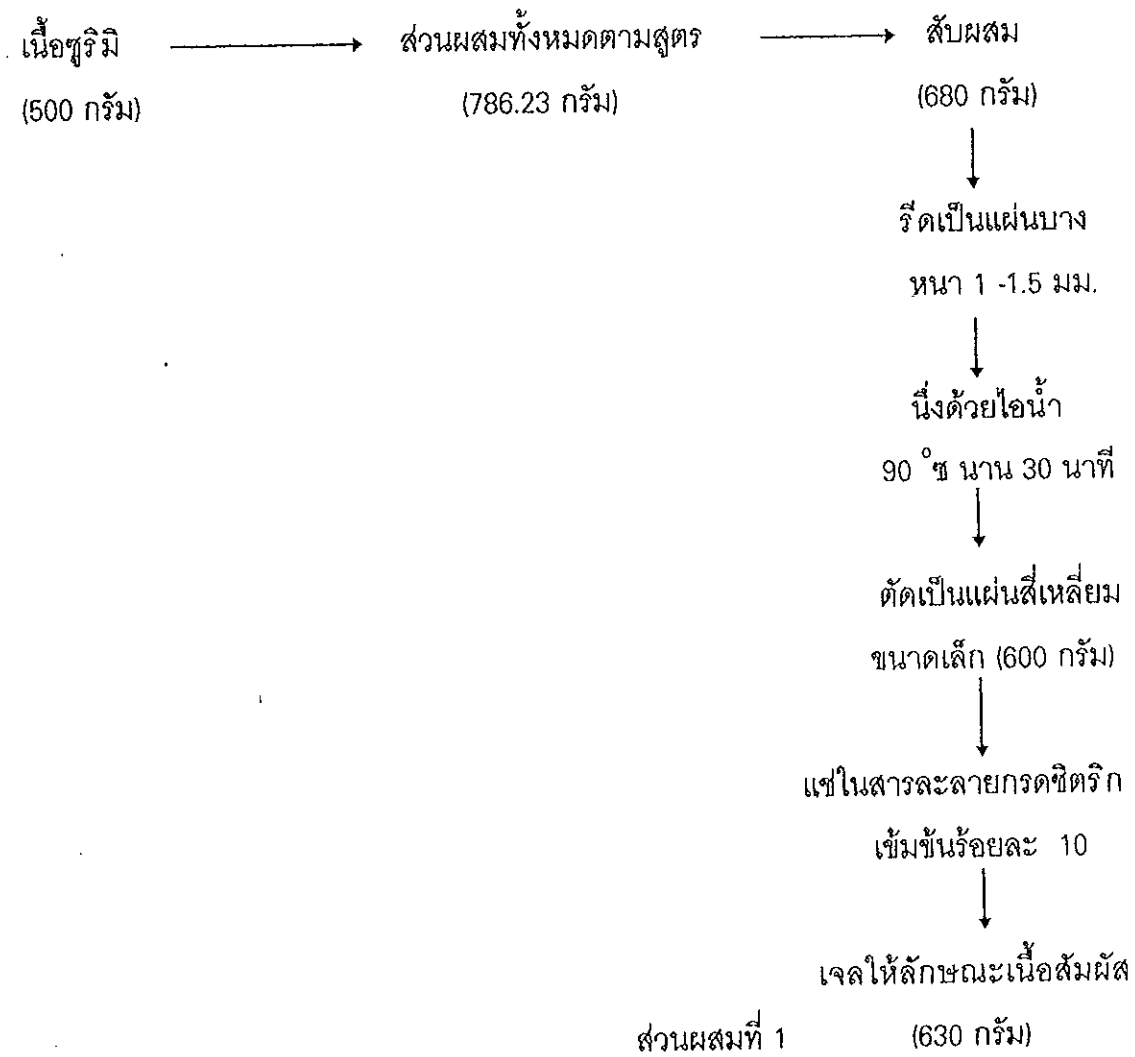 เนื้อซูริมิ ส่วนผสมทั้งหมดตามสูตร สับผสม
(500 กรัม) (786.23 กรัม) (680 กรัม)
รีดเป็นแผ่นบาง
หนา 1 -1.5 มม.
นึ่งด้วยไอน้ำ
90 °ซ นาน 30 นาที
ตัดเป็นแผ่นสี่เหลี่ยม
ขนาดเล็ก (600 กรัม)
แช่ในสารละลายกรดซิตริก
เข้มข้นร้อยละ 10
เจลให้ลักษณะเนื้อสัมผัส
ส่วนผสมที่ 1 (630 กรัม)